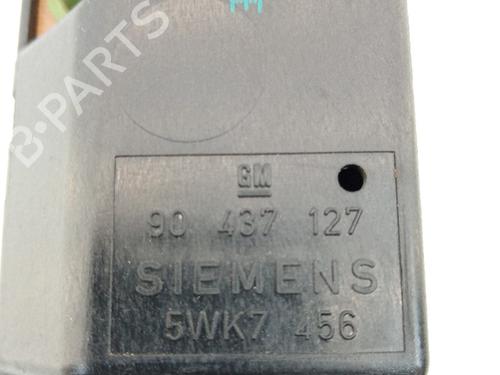 B-PARTS
GM
90 437 127
SIEMENS
5WK7 456